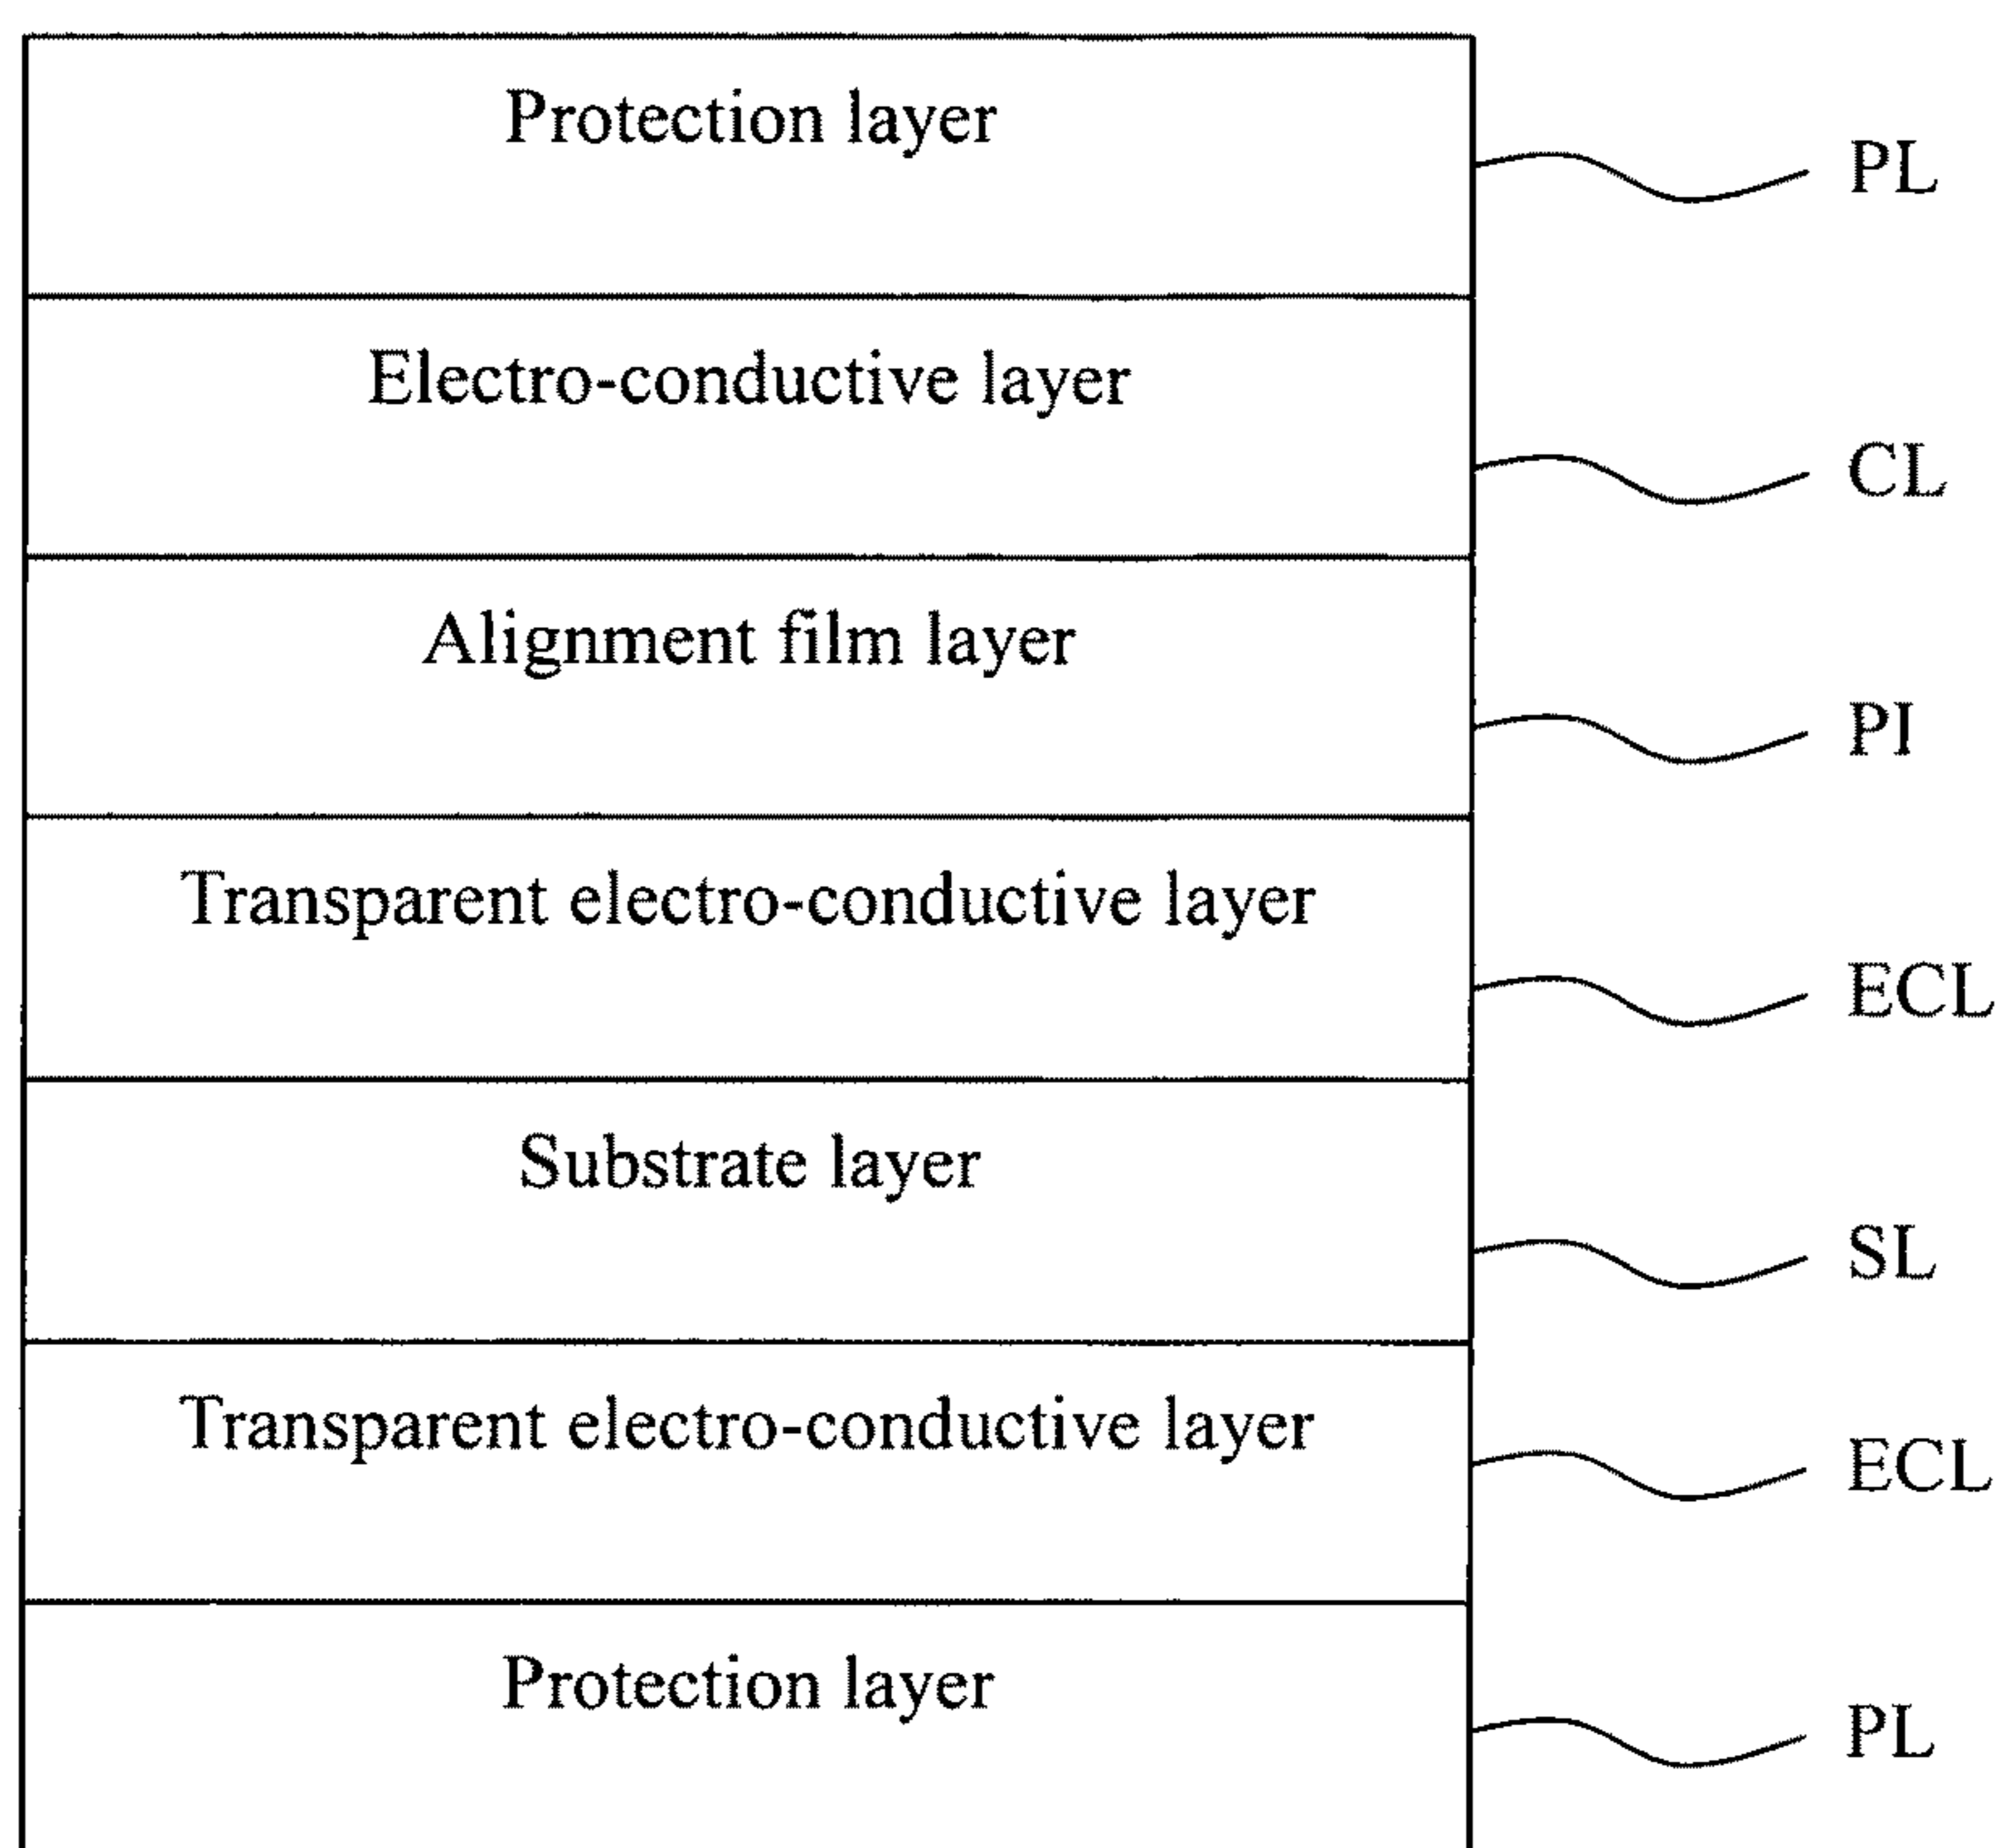 Protection layer
PL
Electro-conductive layer
CL
Alignment film layer
PI
Transparent electro-conductive layer
ECL
Substrate layer
SL
Transparent electro-conductive layer
ECL
Protection layer
PL